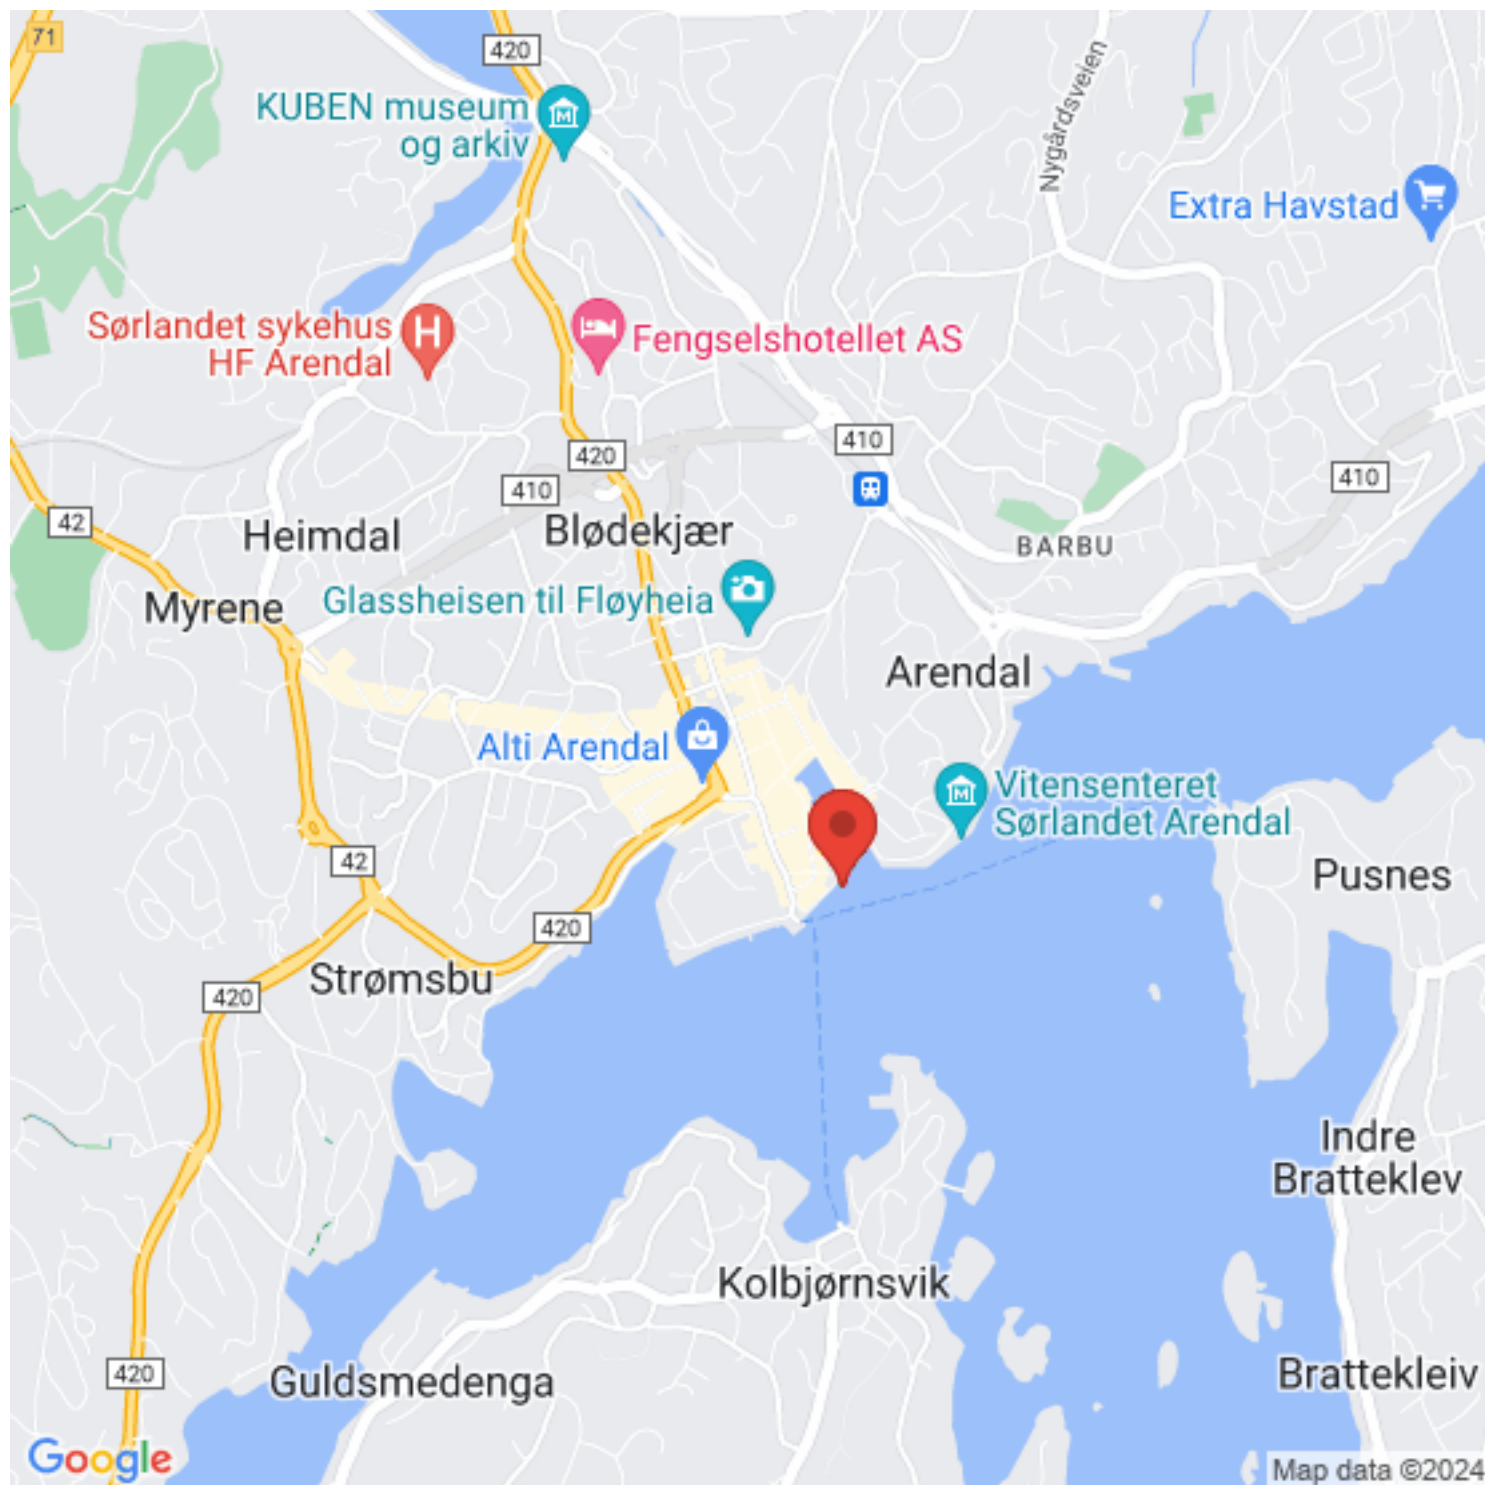 71
420
KUBEN museum
og arkiv
Nygårdsveien
Extra Havstad
Sørlandet sykehus
HF Arendal
Fengselshotellet AS
410
420
410
410
42
Heimdal
Blødekjær
BARBU
Myrene
Glassheisen til Fløyheia
Arendal
Alti Arendal
Vitensenteret
Sørlandet Arendal
42
Pusnes
420
Strømsbu
420
Indre
Bratteklev
Kolbjørnsvik
420
Guldsmedenga
Brattekleiv
Google
Map data ©2024